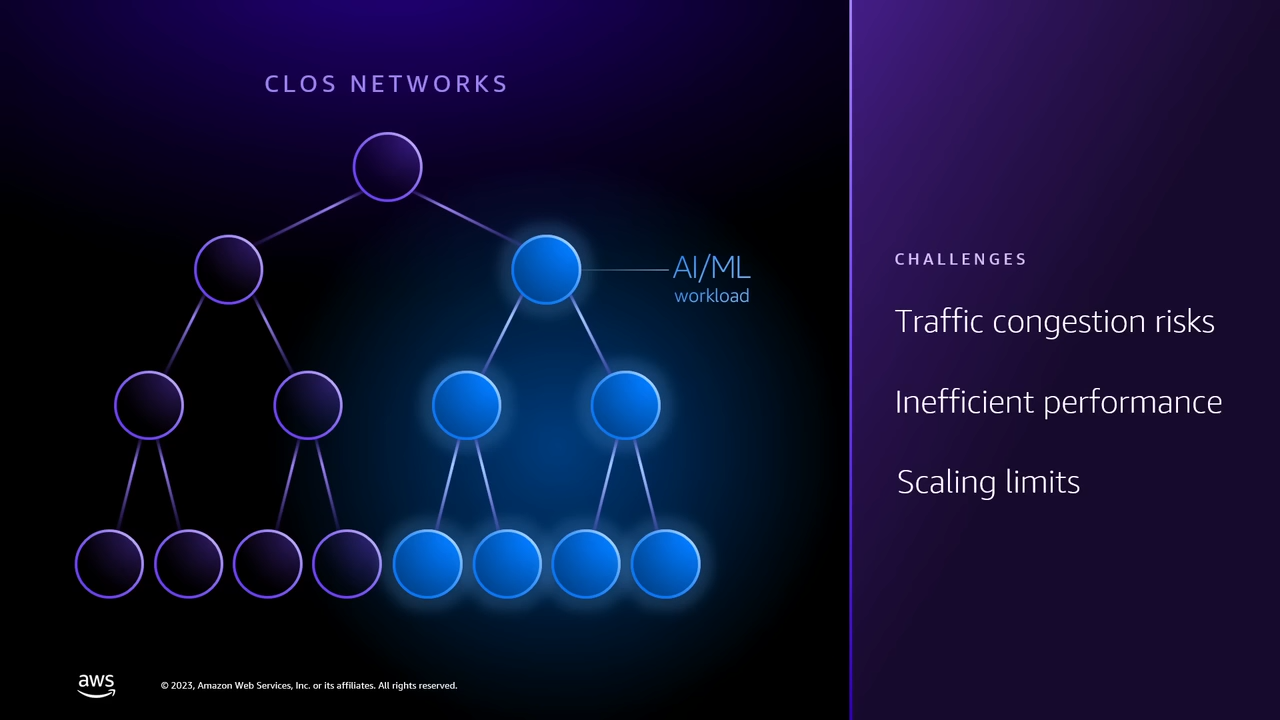 CLOS NETWORKS
AI/ML
workload
CHALLENGES
Traffic congestion risks
Inefficient performance
Scaling limits
aws
© 2023, Amazon Web Services, Inc. or its affiliates. All rights reserved.